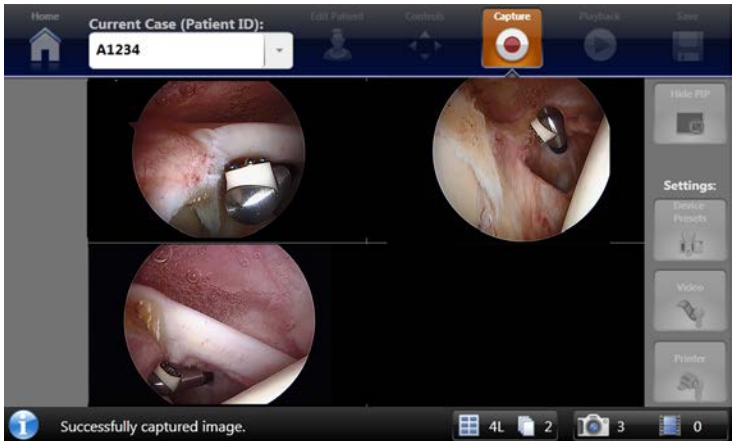 Home
Current Case (Patient ID):
Edit Patient
Controls
Capture
Playback
Save
A1234
Hide PIP
Settings:
Device
Presets
Video
Printer
Successfully captured image.
4L
2
3
0